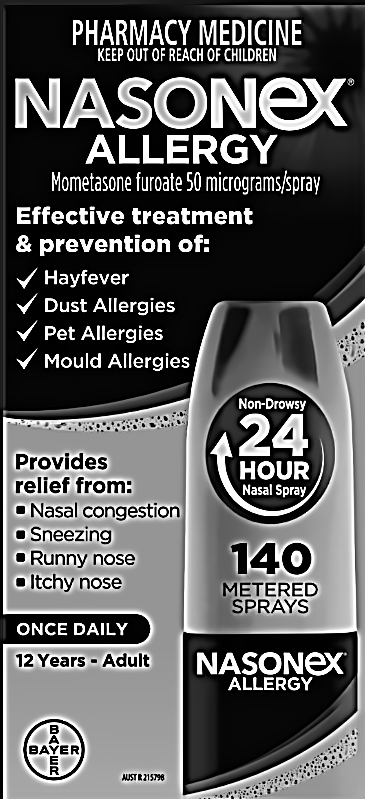 PHARMACY MEDICINE
KEEP OUT OF REACH OF CHILDREN
NASONEX®
ALLERGY
Mometasone furoate 50 micrograms/spray
Effective treatment
& prevention of:
✓ Hayfever
✓ Dust Allergies
✓ Pet Allergies
✓ Mould Allergies
Non-Drowsy
24
HOUR
Nasal Spray
Provides
relief from:
▪ Nasal congestion
▪ Sneezing
▪ Runny nose
▪ Itchy nose
140
METERED
SPRAYS
ONCE DAILY
12 Years - Adult
NASONEX®
ALLERGY
BAYER
BAYER
AUST R 215798